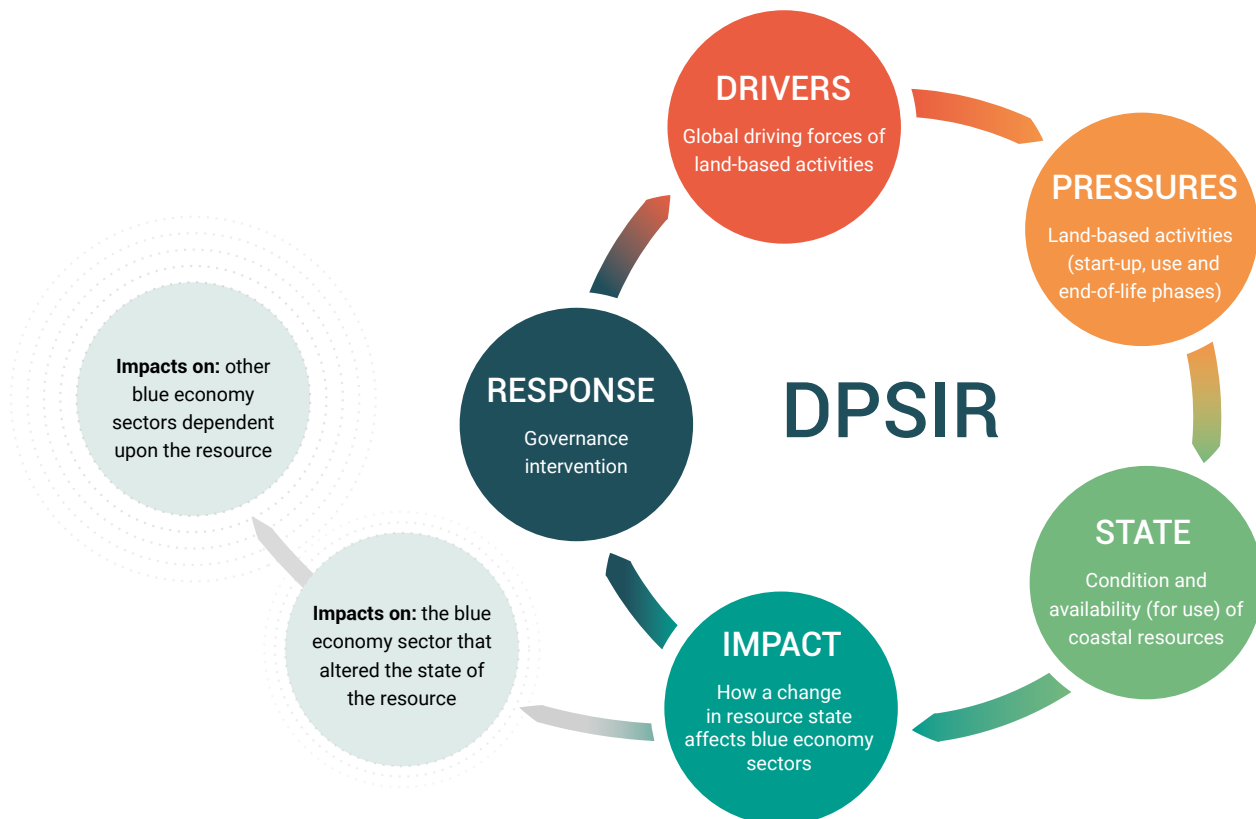 DRIVERS
Global driving forces of
land-based activities
PRESSURES
Land-based activities
(start-up, use and
end-of-life phases)
STATE
Condition and
availability (for use) of
coastal resources
IMPACT
How a change
in resource state
affects blue economy
sectors
RESPONSE
Governance
intervention
DPSIR
Impacts on: the blue
economy sector that
altered the state of
the resource
Impacts on: other
blue economy
sectors dependent
upon the resource